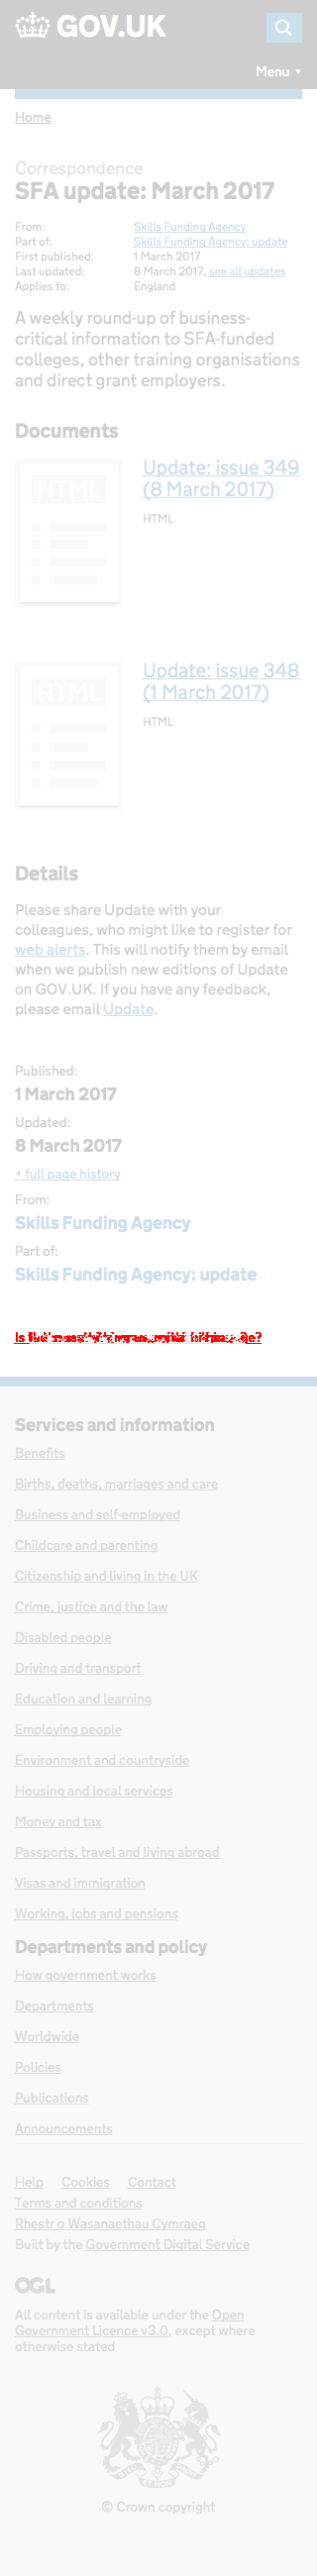 GOV.UK
Menu ▼
Home
Correspondence
SFA update: March 2017
From: Skills Funding Agency
Part of: Skills Funding Agency: update
First published: 1 March 2017
Last updated: 8 March 2017, see all updates
Applies to: England
A weekly round-up of business-
critical information to SFA-funded
colleges, other training organisations
and direct grant employers.
Documents
HTML
Update: issue 349
(8 March 2017)
HTML
HTML
Update: issue 348
(1 March 2017)
HTML
Details
Please share Update with your
colleagues, who might like to register for
web alerts. This will notify them by email
when we publish new editions of Update
on GOV.UK. If you have any feedback,
please email Update.
Published:
1 March 2017
Updated:
8 March 2017
+ full page history
From:
Skills Funding Agency
Part of:
Skills Funding Agency: update
Services and information
Benefits
Births, deaths, marriages and care
Business and self-employed
Childcare and parenting
Citizenship and living in the UK
Crime, justice and the law
Disabled people
Driving and transport
Education and learning
Employing people
Environment and countryside
Housing and local services
Money and tax
Passports, travel and living abroad
Visas and immigration
Working, jobs and pensions
Departments and policy
How government works
Departments
Worldwide
Policies
Publications
Announcements
Help Cookies Contact
Terms and conditions
Rhestr o Wasanaethau Cymraeg
Built by the Government Digital Service
OGL
All content is available under the Open
Government Licence v3.0, except where
otherwise stated
© Crown copyright